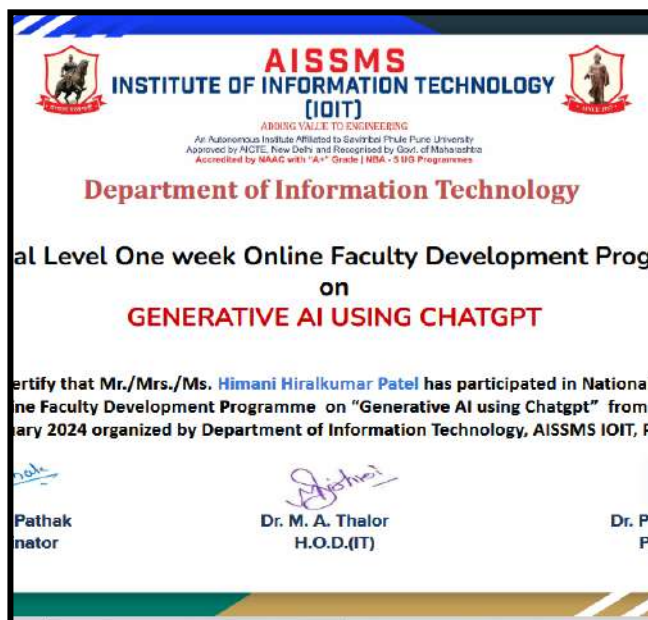 AISSMS
INSTITUTE OF INFORMATION TECHNOLOGY
(IOIT)
ADDING VALUE TO ENGINEERING
An Autonomous Institute Affiliated to Savitribai Phule Pune University
Approved by AICTE, New Delhi and Recognised by Govt. of Maharashtra
Accredited by NAAC with "A+" Grade | NBA - 5 UG Programmes
Department of Information Technology
al Level One week Online Faculty Development Prog
on
GENERATIVE AI USING CHATGPT
ertify that Mr./Mrs./Ms. Himani Hiralkumar Patel has participated in Nationa
ine Faculty Development Programme on "Generative AI using Chatgpt" from
uary 2024 organized by Department of Information Technology, AISSMS IOIT, P
Pathak Dr. M. A. Thalor Dr. P
nator H.O.D.(IT) P